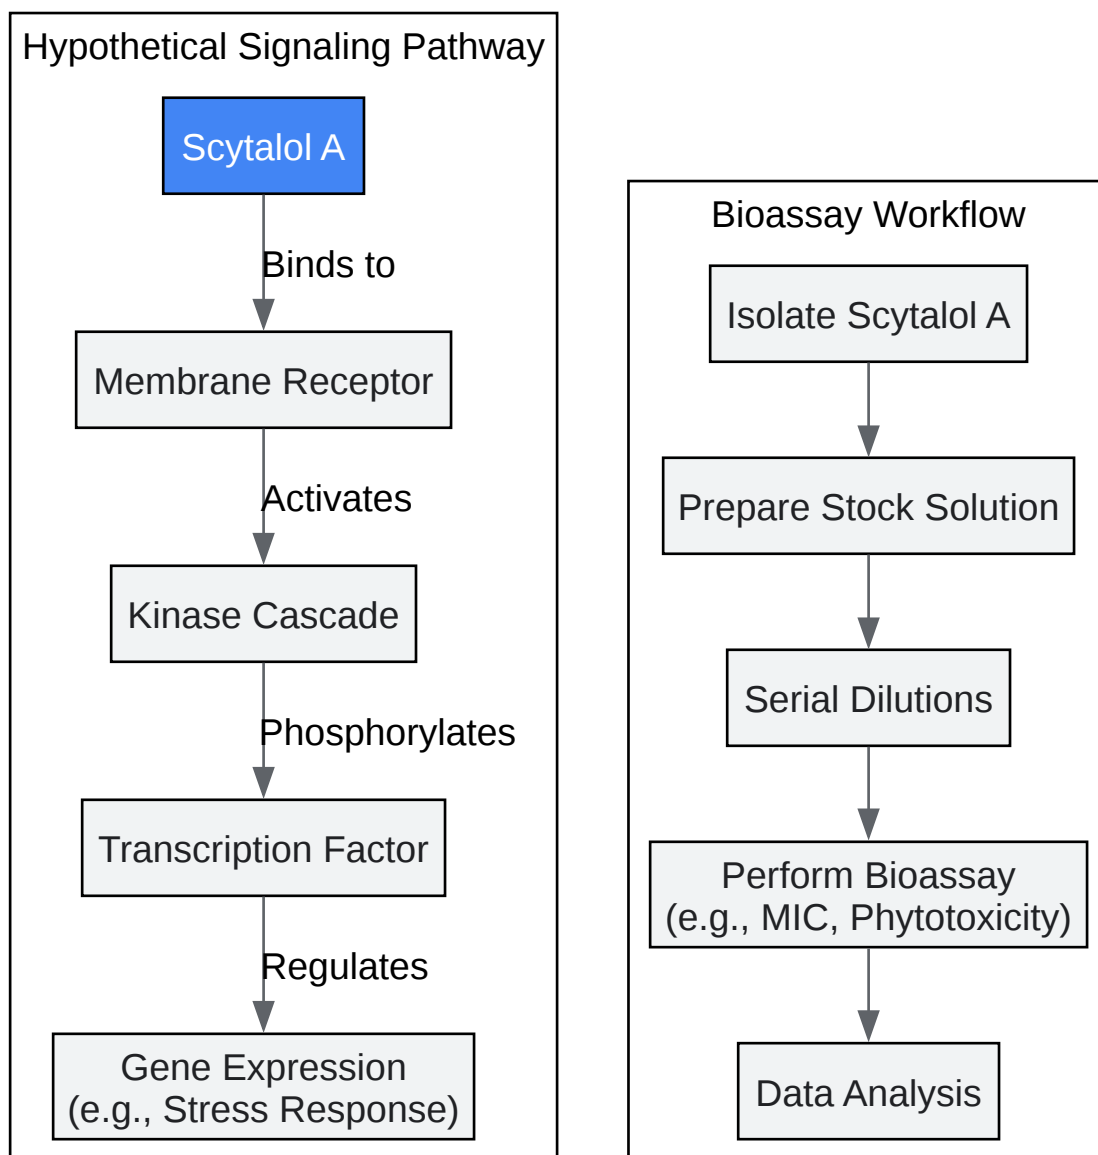 Hypothetical Signaling Pathway
Scytalol A
Binds to
Membrane Receptor
Activates
Kinase Cascade
Phosphorylates
Transcription Factor
Regulates
Gene Expression
(e.g., Stress Response)
Bioassay Workflow
Isolate Scytalol A
Prepare Stock Solution
Serial Dilutions
Perform Bioassay
(e.g., MIC, Phytotoxicity)
Data Analysis